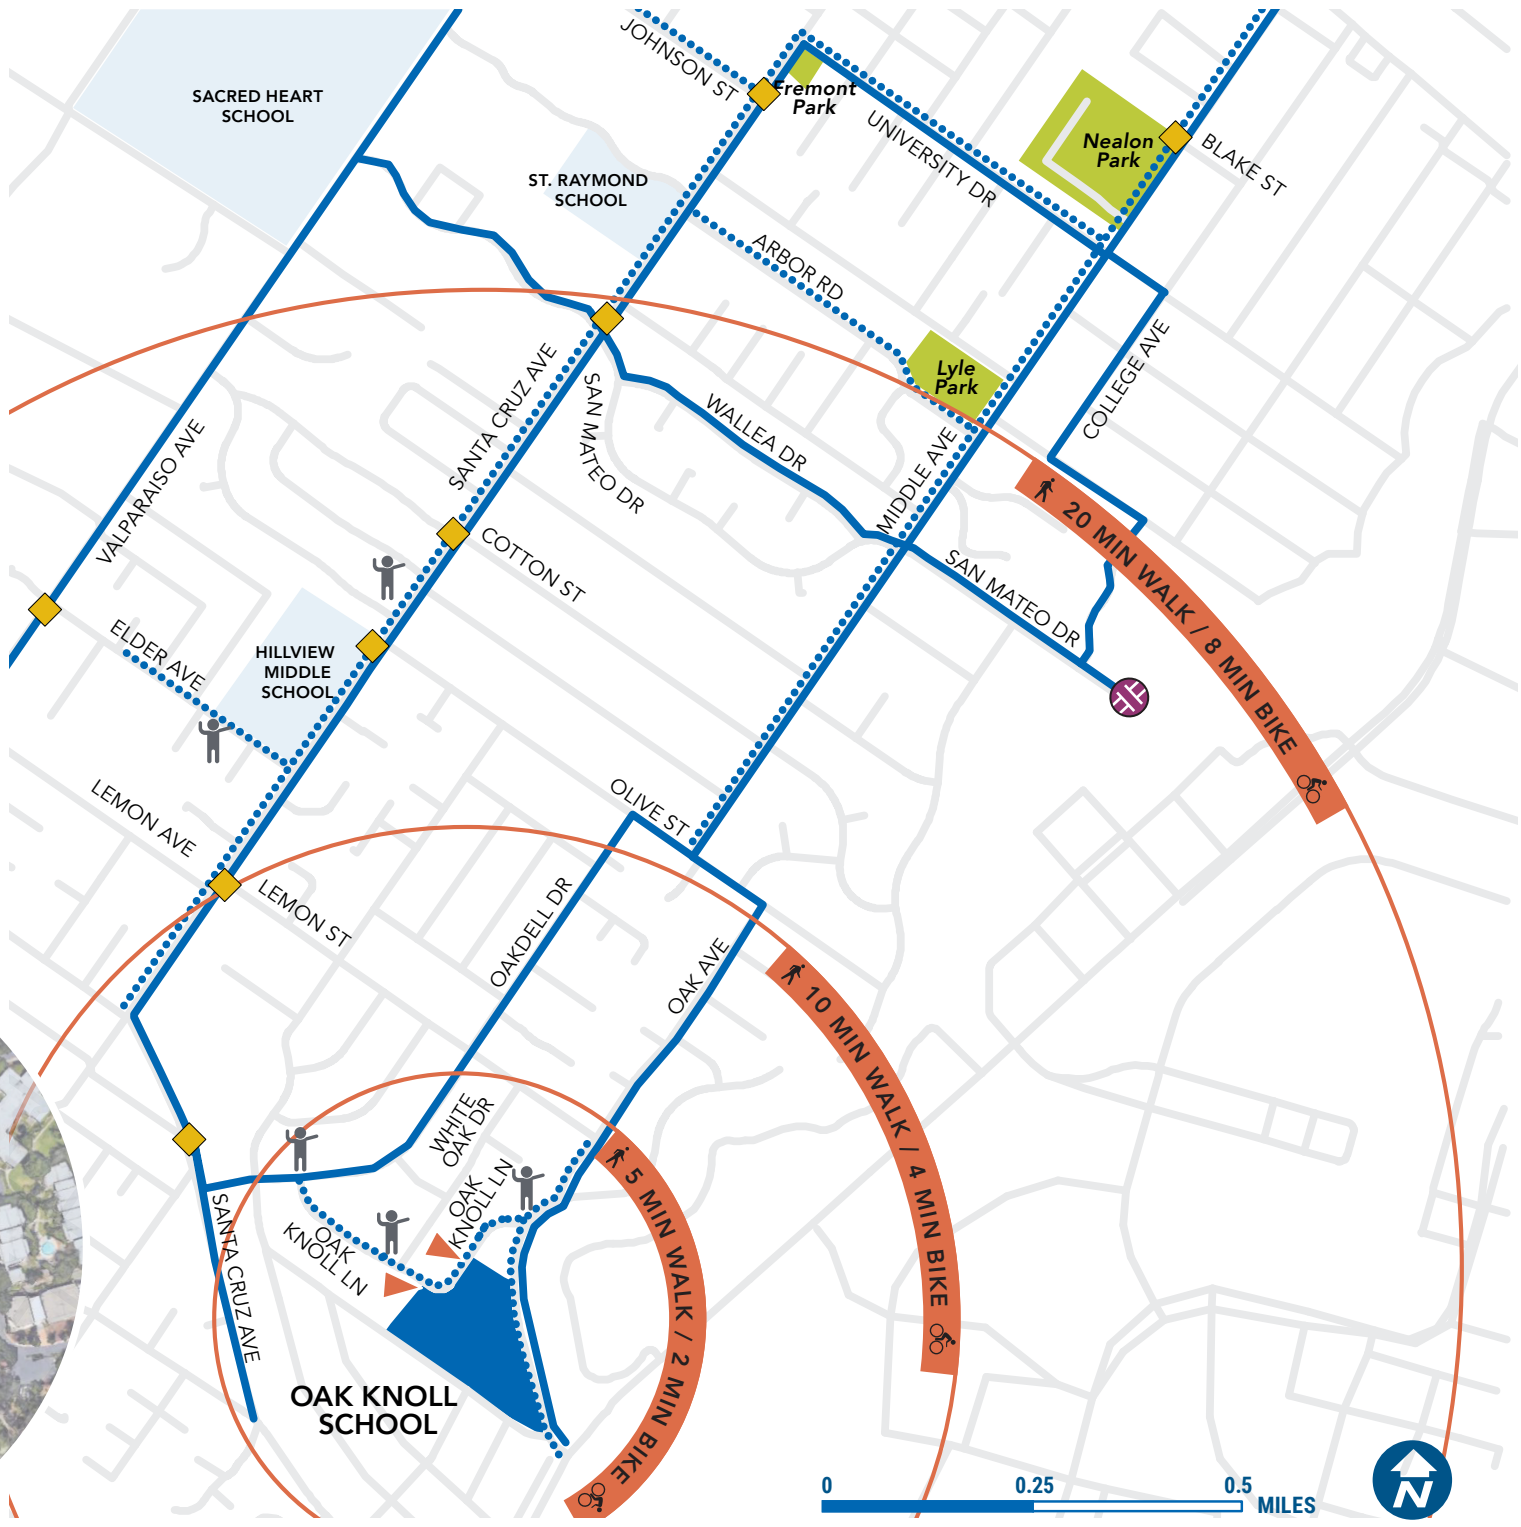 JOHNSON ST
SACRED HEART
SCHOOL
Fremont
Park
UNIVERSITY DR
Nealon
Park
BLAKE ST
ST. RAYMOND
SCHOOL
ARBOR RD
COLLEGE AVE
Lyle
Park
SANTA CRUZ AVE
SAN MATEO DR
WALLEA DR
MIDDLE AVE
VALPARAISO AVE
20 MIN WALK / 8 MIN BIKE
COTTON ST
SAN MATEO DR
ELDER AVE
HILLVIEW
MIDDLE
SCHOOL
LEMON AVE
OLIVE ST
LEMON ST
OAKDELL DR
OAK AVE
10 MIN WALK / 4 MIN BIKE
WHITE
OAK DR
OAK
KNOLL LN
5 MIN WALK / 2 MIN BIKE
SANTA CRUZ AVE
OAK
KNOLL LN
OAK KNOLL
SCHOOL
0 0.25 0.5
MILES
N